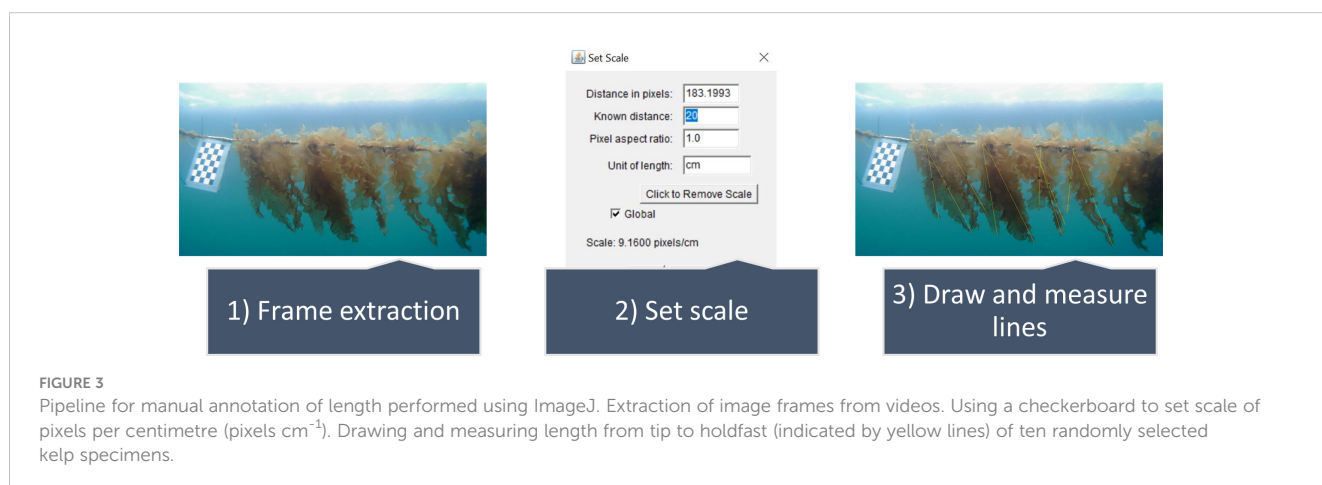 Set Scale
Distance in pixels: 183.1993
Known distance: 20
Pixel aspect ratio: 1.0
Unit of length: cm
Click to Remove Scale
Global
Scale: 9.1600 pixels/cm
1) Frame extraction
2) Set scale
3) Draw and measure
lines
FIGURE 3
Pipeline for manual annotation of length performed using ImageJ. Extraction of image frames from videos. Using a checkerboard to set scale of
pixels per centimetre (pixels cm⁻¹). Drawing and measuring length from tip to holdfast (indicated by yellow lines) of ten randomly selected
kelp specimens.